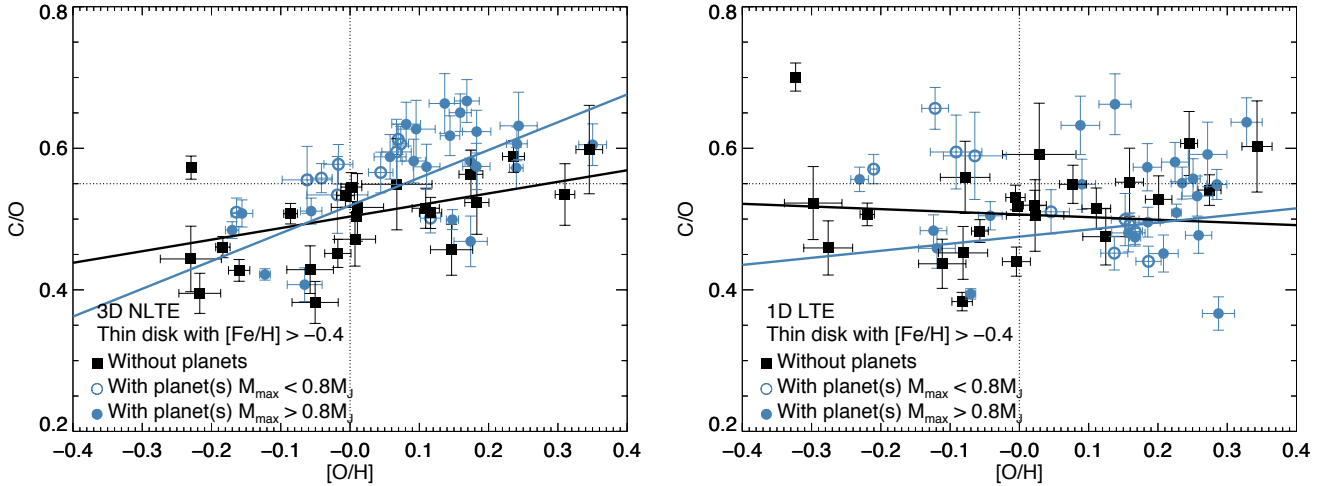 0.8
0.6
0.4
0.2
C/O
3D NLTE
Thin disk with [Fe/H] > −0.4
Without planets
With planet(s) M_max < 0.8M_J
With planet(s) M_max > 0.8M_J
−0.4 −0.3 −0.2 −0.1 0.0 0.1 0.2 0.3 0.4
[O/H]
0.8
0.6
0.4
0.2
C/O
1D LTE
Thin disk with [Fe/H] > −0.4
Without planets
With planet(s) M_max < 0.8M_J
With planet(s) M_max > 0.8M_J
−0.4 −0.3 −0.2 −0.1 0.0 0.1 0.2 0.3 0.4
[O/H]